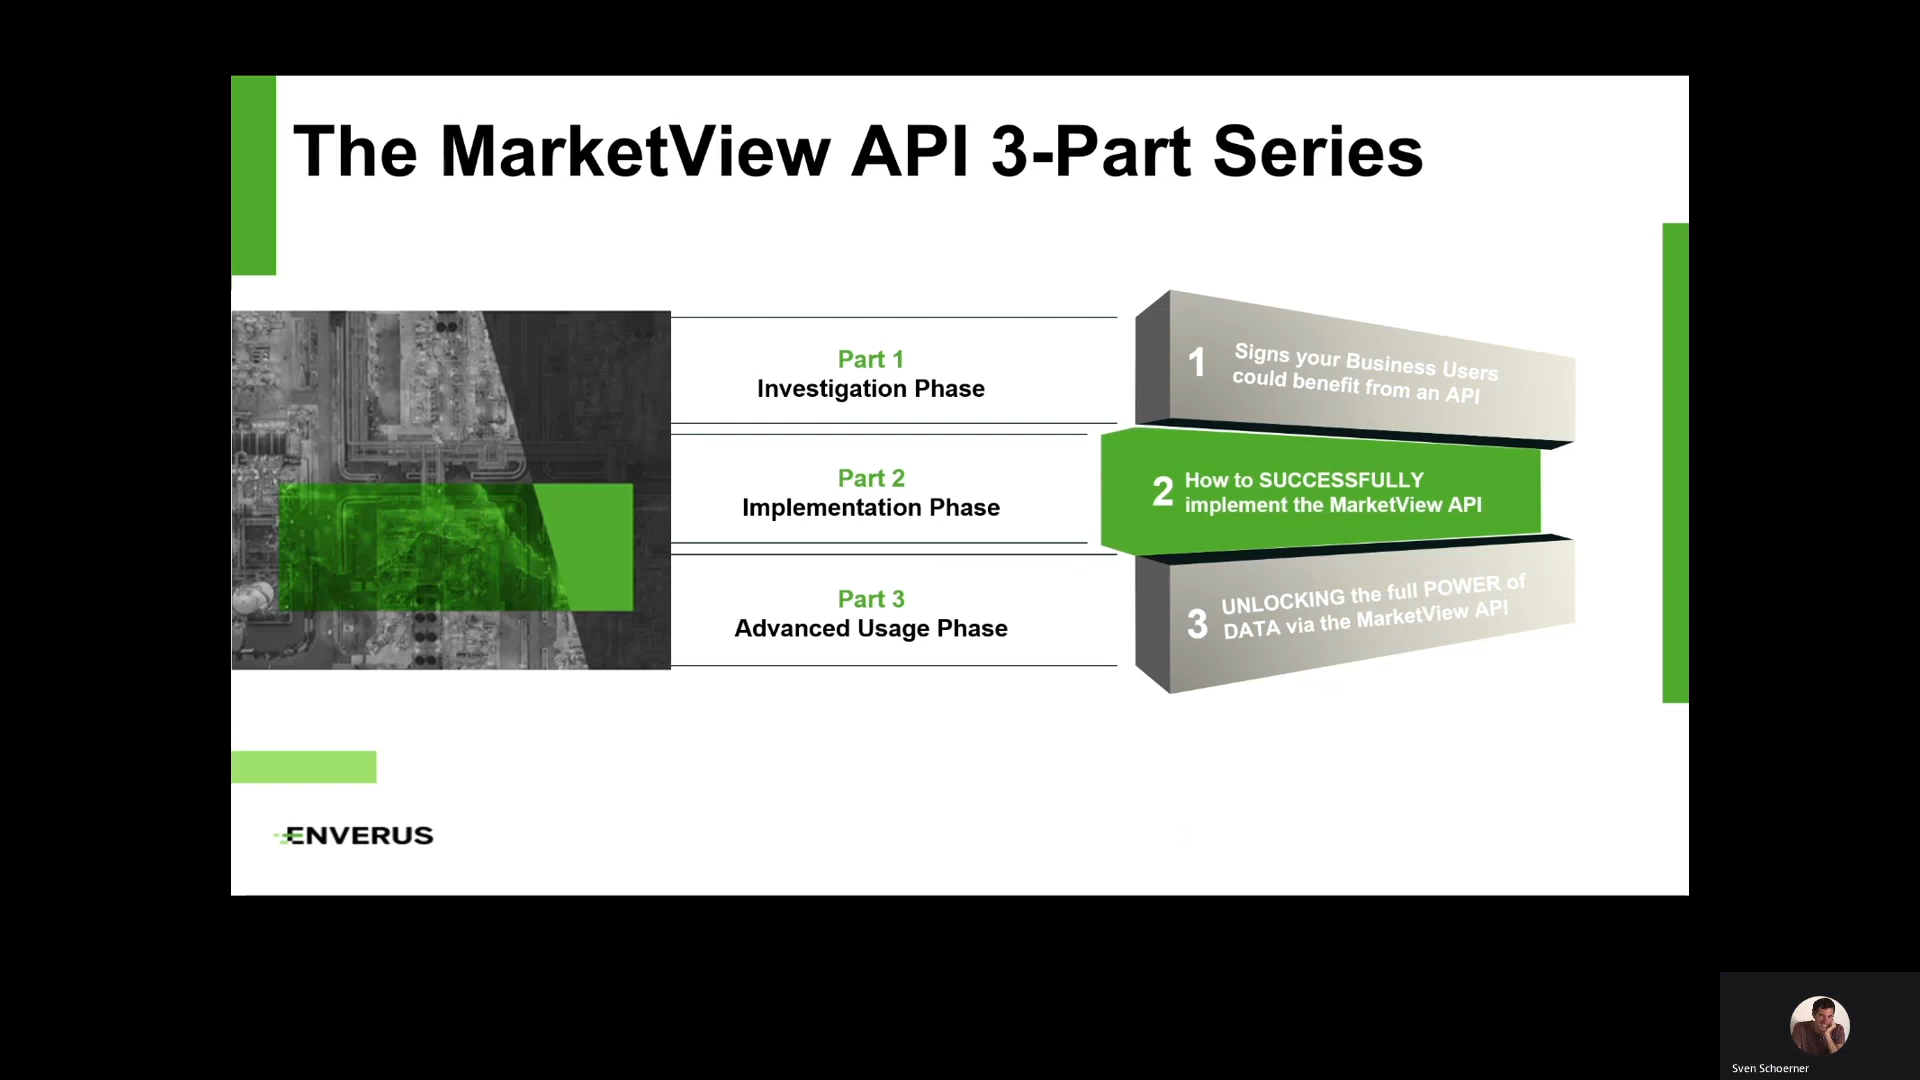 The MarketView API 3-Part Series
Part 1
Investigation Phase
1
Signs your Business Users
could benefit from an API
Part 2
Implementation Phase
2
How to SUCCESSFULLY
implement the MarketView API
Part 3
Advanced Usage Phase
3
UNLOCKING the full POWER of
DATA via the MarketView API
ENVERUS
Sven Schoerner